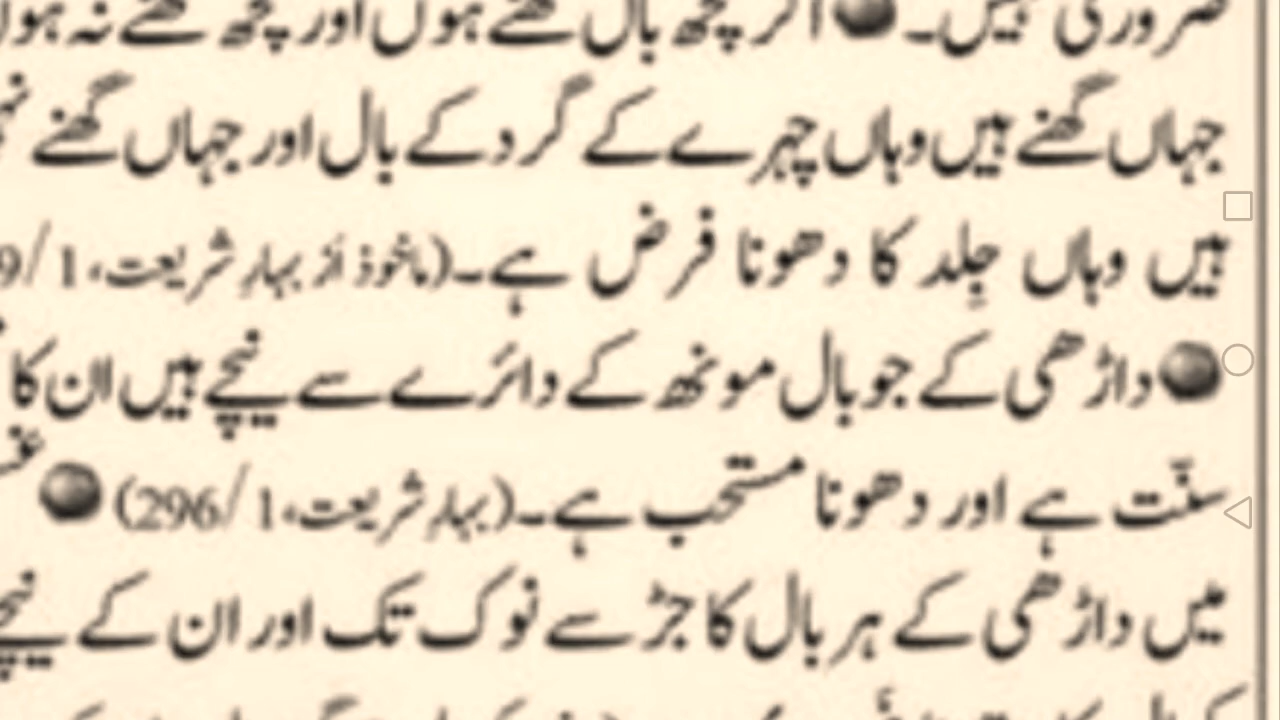 ضروری نہیں۔ اگر کچھ بال گھنے ہوں اور کچھ گھنے نہ ہوں
جہاں گھنے ہیں وہاں چہرے کے گرد کے بال اور جہاں گھنے
ہیں وہاں جِلد کا دھونا فرض ہے۔ (ماخوذ اَز بہارِ شریعت، 1/
داڑھی کے جو بال مونھ کے دائرے سے نیچے ہیں ان کا
سنّت ہے اور دھونا مستحب ہے۔ (بہارِ شریعت، 1/296)
میں داڑھی کے ہر بال کا جڑ سے نوک تک اور ان کے نیچے